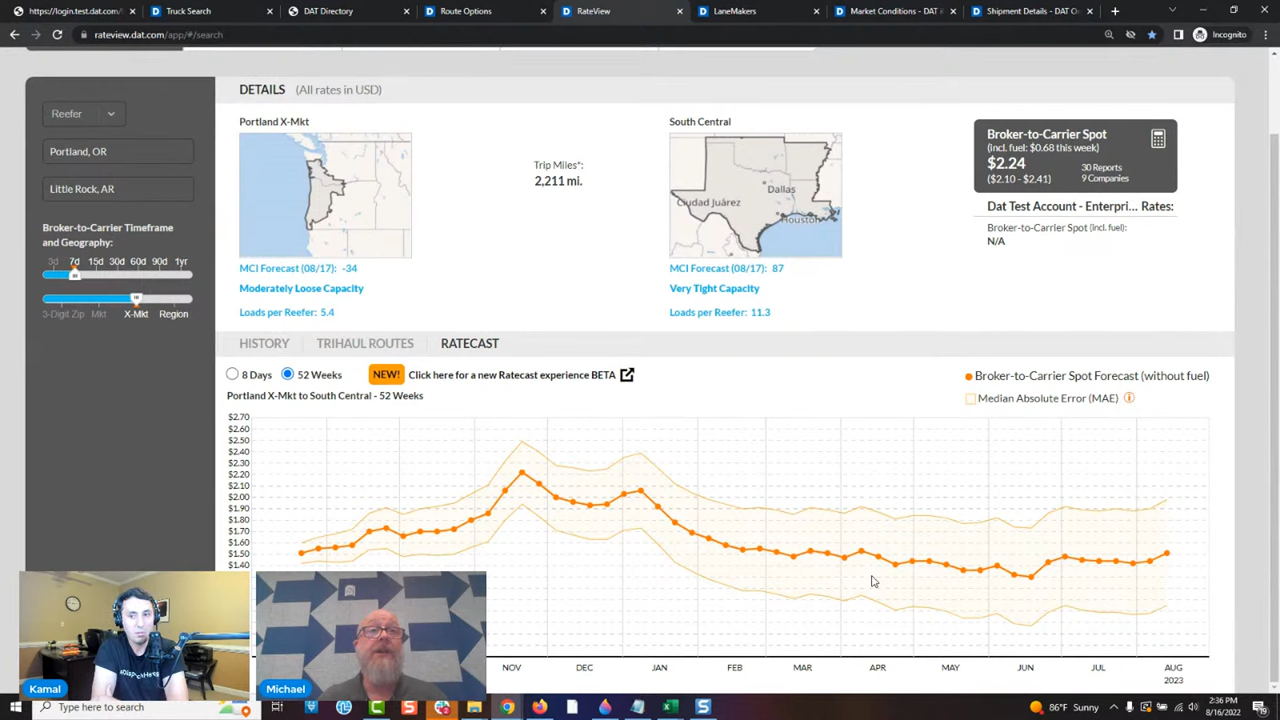 https://login.test.dat.com/
Truck Search
DAT Directory
Route Options
RateView
LaneMakers
Market Conditions - DAT
Shipment Details - DAT O
rateview.dat.com/app/#/search
Incognito
DETAILS (All rates in USD)
Reefer
Portland, OR
Little Rock, AR
Broker-to-Carrier Timeframe
and Geography:
3d 7d 15d 30d 60d 90d 1yr
3-Digit Zip Mkt X-Mkt Region
Portland X-Mkt
MCI Forecast (08/17): -34
Moderately Loose Capacity
Loads per Reefer: 5.4
Trip Miles*:
2,211 mi.
South Central
Dallas
Ciudad Juárez
Houston
MCI Forecast (08/17): 87
Very Tight Capacity
Loads per Reefer: 11.3
Broker-to-Carrier Spot
(incl. fuel: $0.68 this week)
$2.24
($2.10 - $2.41)
30 Reports
9 Companies
Dat Test Account - Enterpri... Rates:
Broker-to-Carrier Spot (incl. fuel):
N/A
HISTORY TRIHAUL ROUTES RATECAST
8 Days 52 Weeks NEW! Click here for a new Ratecast experience BETA
Portland X-Mkt to South Central - 52 Weeks
Broker-to-Carrier Spot Forecast (without fuel)
Median Absolute Error (MAE)
$2.70
$2.60
$2.50
$2.40
$2.30
$2.20
$2.10
$2.00
$1.90
$1.80
$1.70
$1.60
$1.50
$1.40
NOV DEC JAN FEB MAR APR MAY JUN JUL AUG
2023
Kamal
Michael
Type here to search
86°F Sunny
2:36 PM
8/16/2022